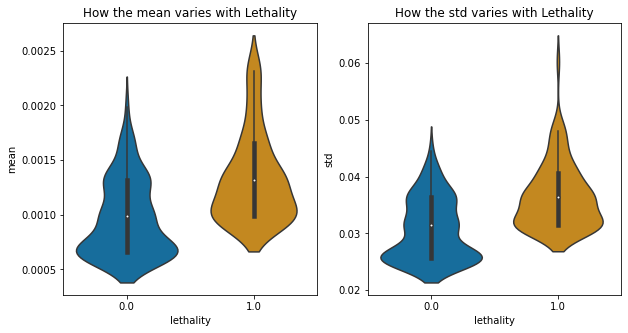 How the mean varies with Lethality
mean
0.0025
0.0020
0.0015
0.0010
0.0005
0.0
1.0
lethality
How the std varies with Lethality
std
0.06
0.05
0.04
0.03
0.02
0.0
1.0
lethality